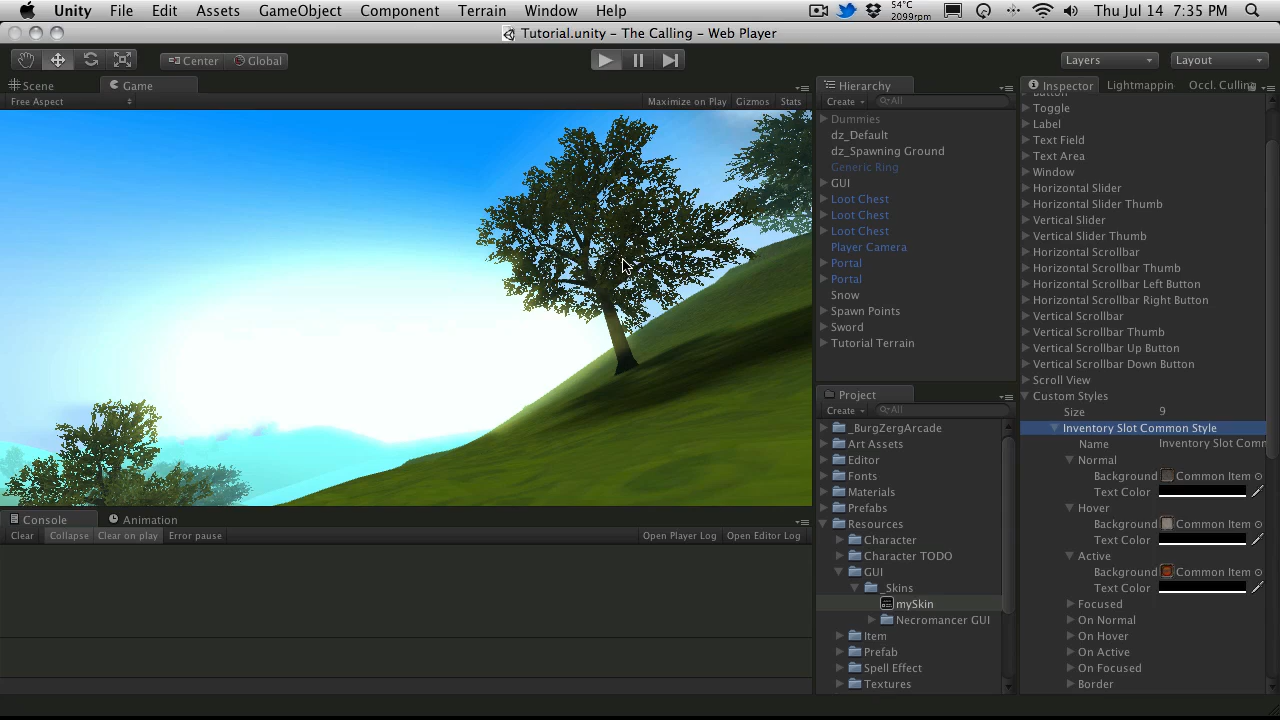 Unity File Edit Assets GameObject Component Terrain Window Help 54°C 2099rpm Thu Jul 14 7:35 PM
Tutorial.unity – The Calling – Web Player
Center Global Layers Layout
Scene Game
Free Aspect Maximize on Play Gizmos Stats
Hierarchy
Create All
Dummies
dz_Default
dz_Spawning Ground
Generic Ring
GUI
Loot Chest
Loot Chest
Loot Chest
Player Camera
Portal
Portal
Snow
Spawn Points
Sword
Tutorial Terrain
Project
Create All
_BurgZergArcade
Art Assets
Editor
Fonts
Materials
Prefabs
Resources
Character
Character TODO
GUI
_Skins
mySkin
Necromancer GUI
Item
Prefab
Spell Effect
Textures
Inspector Lightmappin Occl. Cullin
Button
Toggle
Label
Text Field
Text Area
Window
Horizontal Slider
Horizontal Slider Thumb
Vertical Slider
Vertical Slider Thumb
Horizontal Scrollbar
Horizontal Scrollbar Thumb
Horizontal Scrollbar Left Button
Horizontal Scrollbar Right Button
Vertical Scrollbar
Vertical Scrollbar Thumb
Vertical Scrollbar Up Button
Vertical Scrollbar Down Button
Scroll View
Custom Styles
Size 9
Inventory Slot Common Style
Name Inventory Slot Comm
Normal
Background Common Item
Text Color
Hover
Background Common Item
Text Color
Active
Background Common Item
Text Color
Focused
On Normal
On Hover
On Active
On Focused
Border
Console Animation
Clear Collapse Clear on play Error pause Open Player Log Open Editor Log